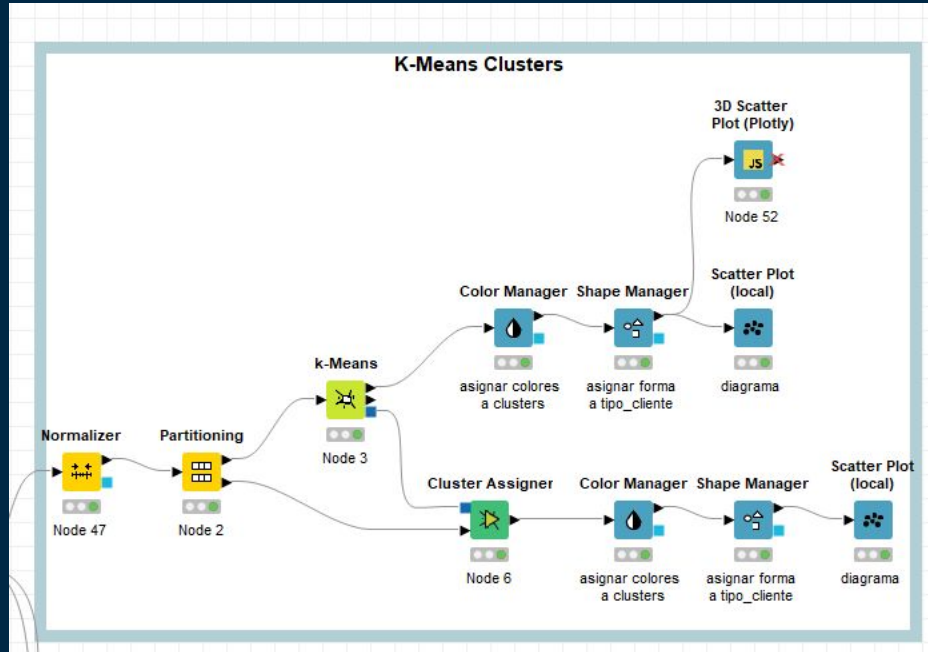 K-Means Clusters
3D Scatter
Plot (Plotly)
JS
Node 52
Color Manager
Shape Manager
Scatter Plot
(local)
asignar colores
a clusters
asignar forma
a tipo_cliente
diagrama
k-Means
Node 3
Normalizer
Node 47
Partitioning
Node 2
Cluster Assigner
Node 6
Color Manager
asignar colores
a clusters
Shape Manager
asignar forma
a tipo_cliente
Scatter Plot
(local)
diagrama